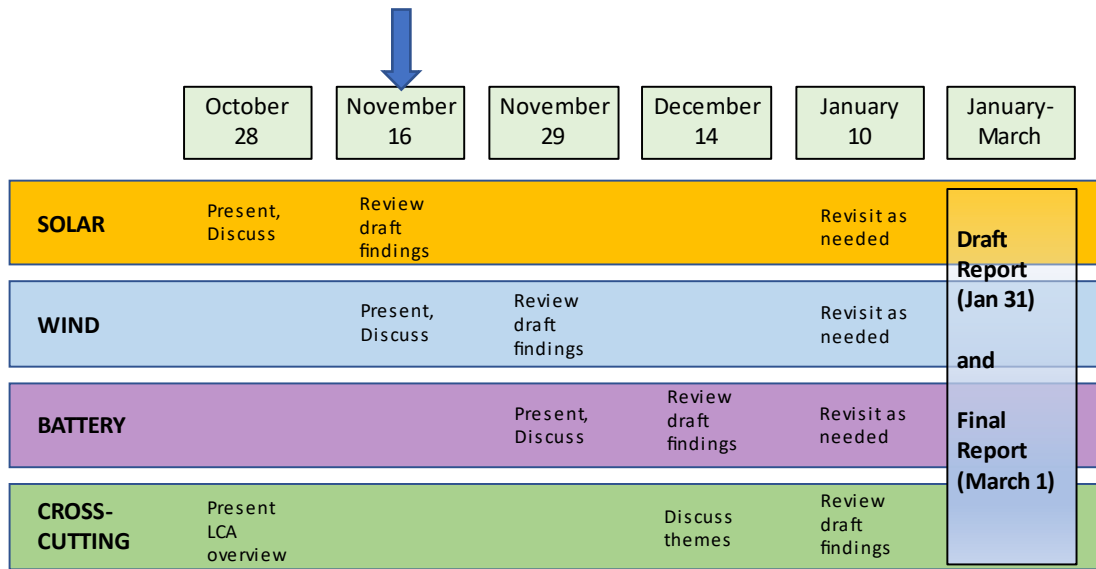 October
28
November
16
November
29
December
14
January
10
January-
March
SOLAR
Present,
Discuss
Review
draft
findings
Revisit as
needed
WIND
Present,
Discuss
Review
draft
findings
Revisit as
needed
BATTERY
Present,
Discuss
Review
draft
findings
Revisit as
needed
CROSS-
CUTTING
Present
LCA
overview
Discuss
themes
Review
draft
findings
Draft
Report
(Jan 31)
and
Final
Report
(March 1)